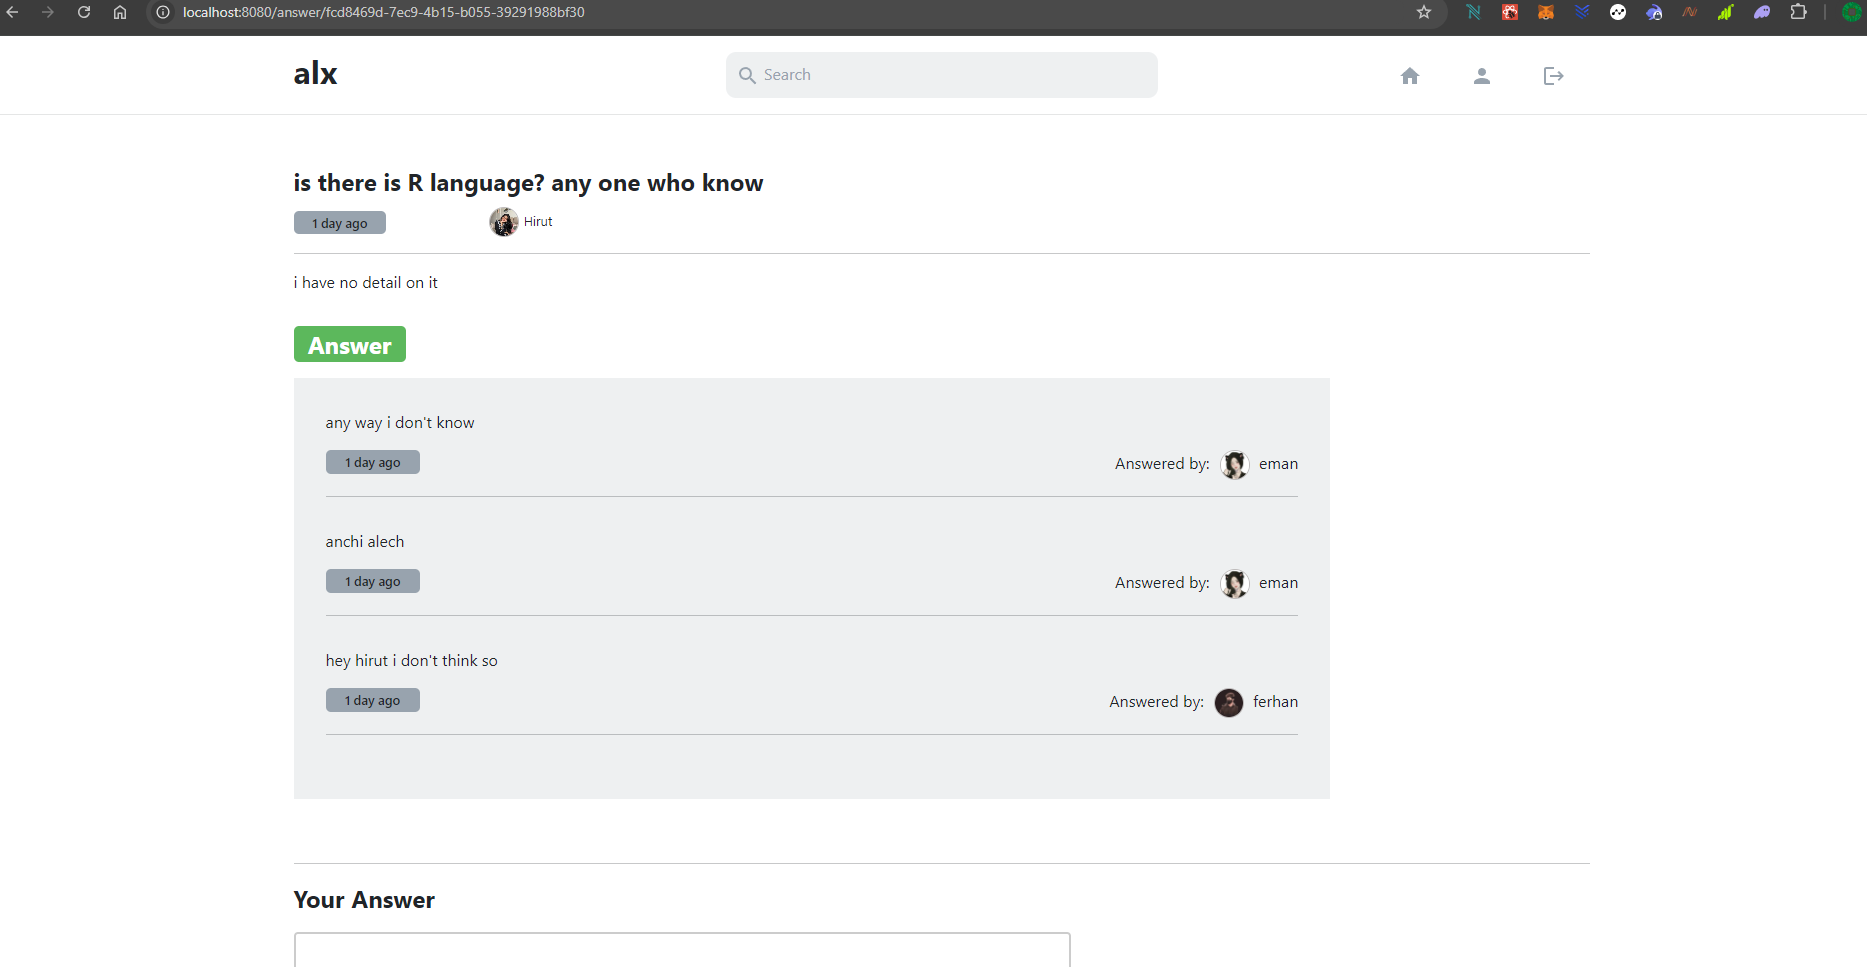 localhost:8080/answer/fcd8469d-7ec9-4b15-b055-39291988bf30
alx
Search
is there is R language? any one who know
1 day ago
Hirut
i have no detail on it
Answer
any way i don't know
1 day ago
Answered by: eman
anchi alech
1 day ago
Answered by: eman
hey hirut i don't think so
1 day ago
Answered by: ferhan
Your Answer